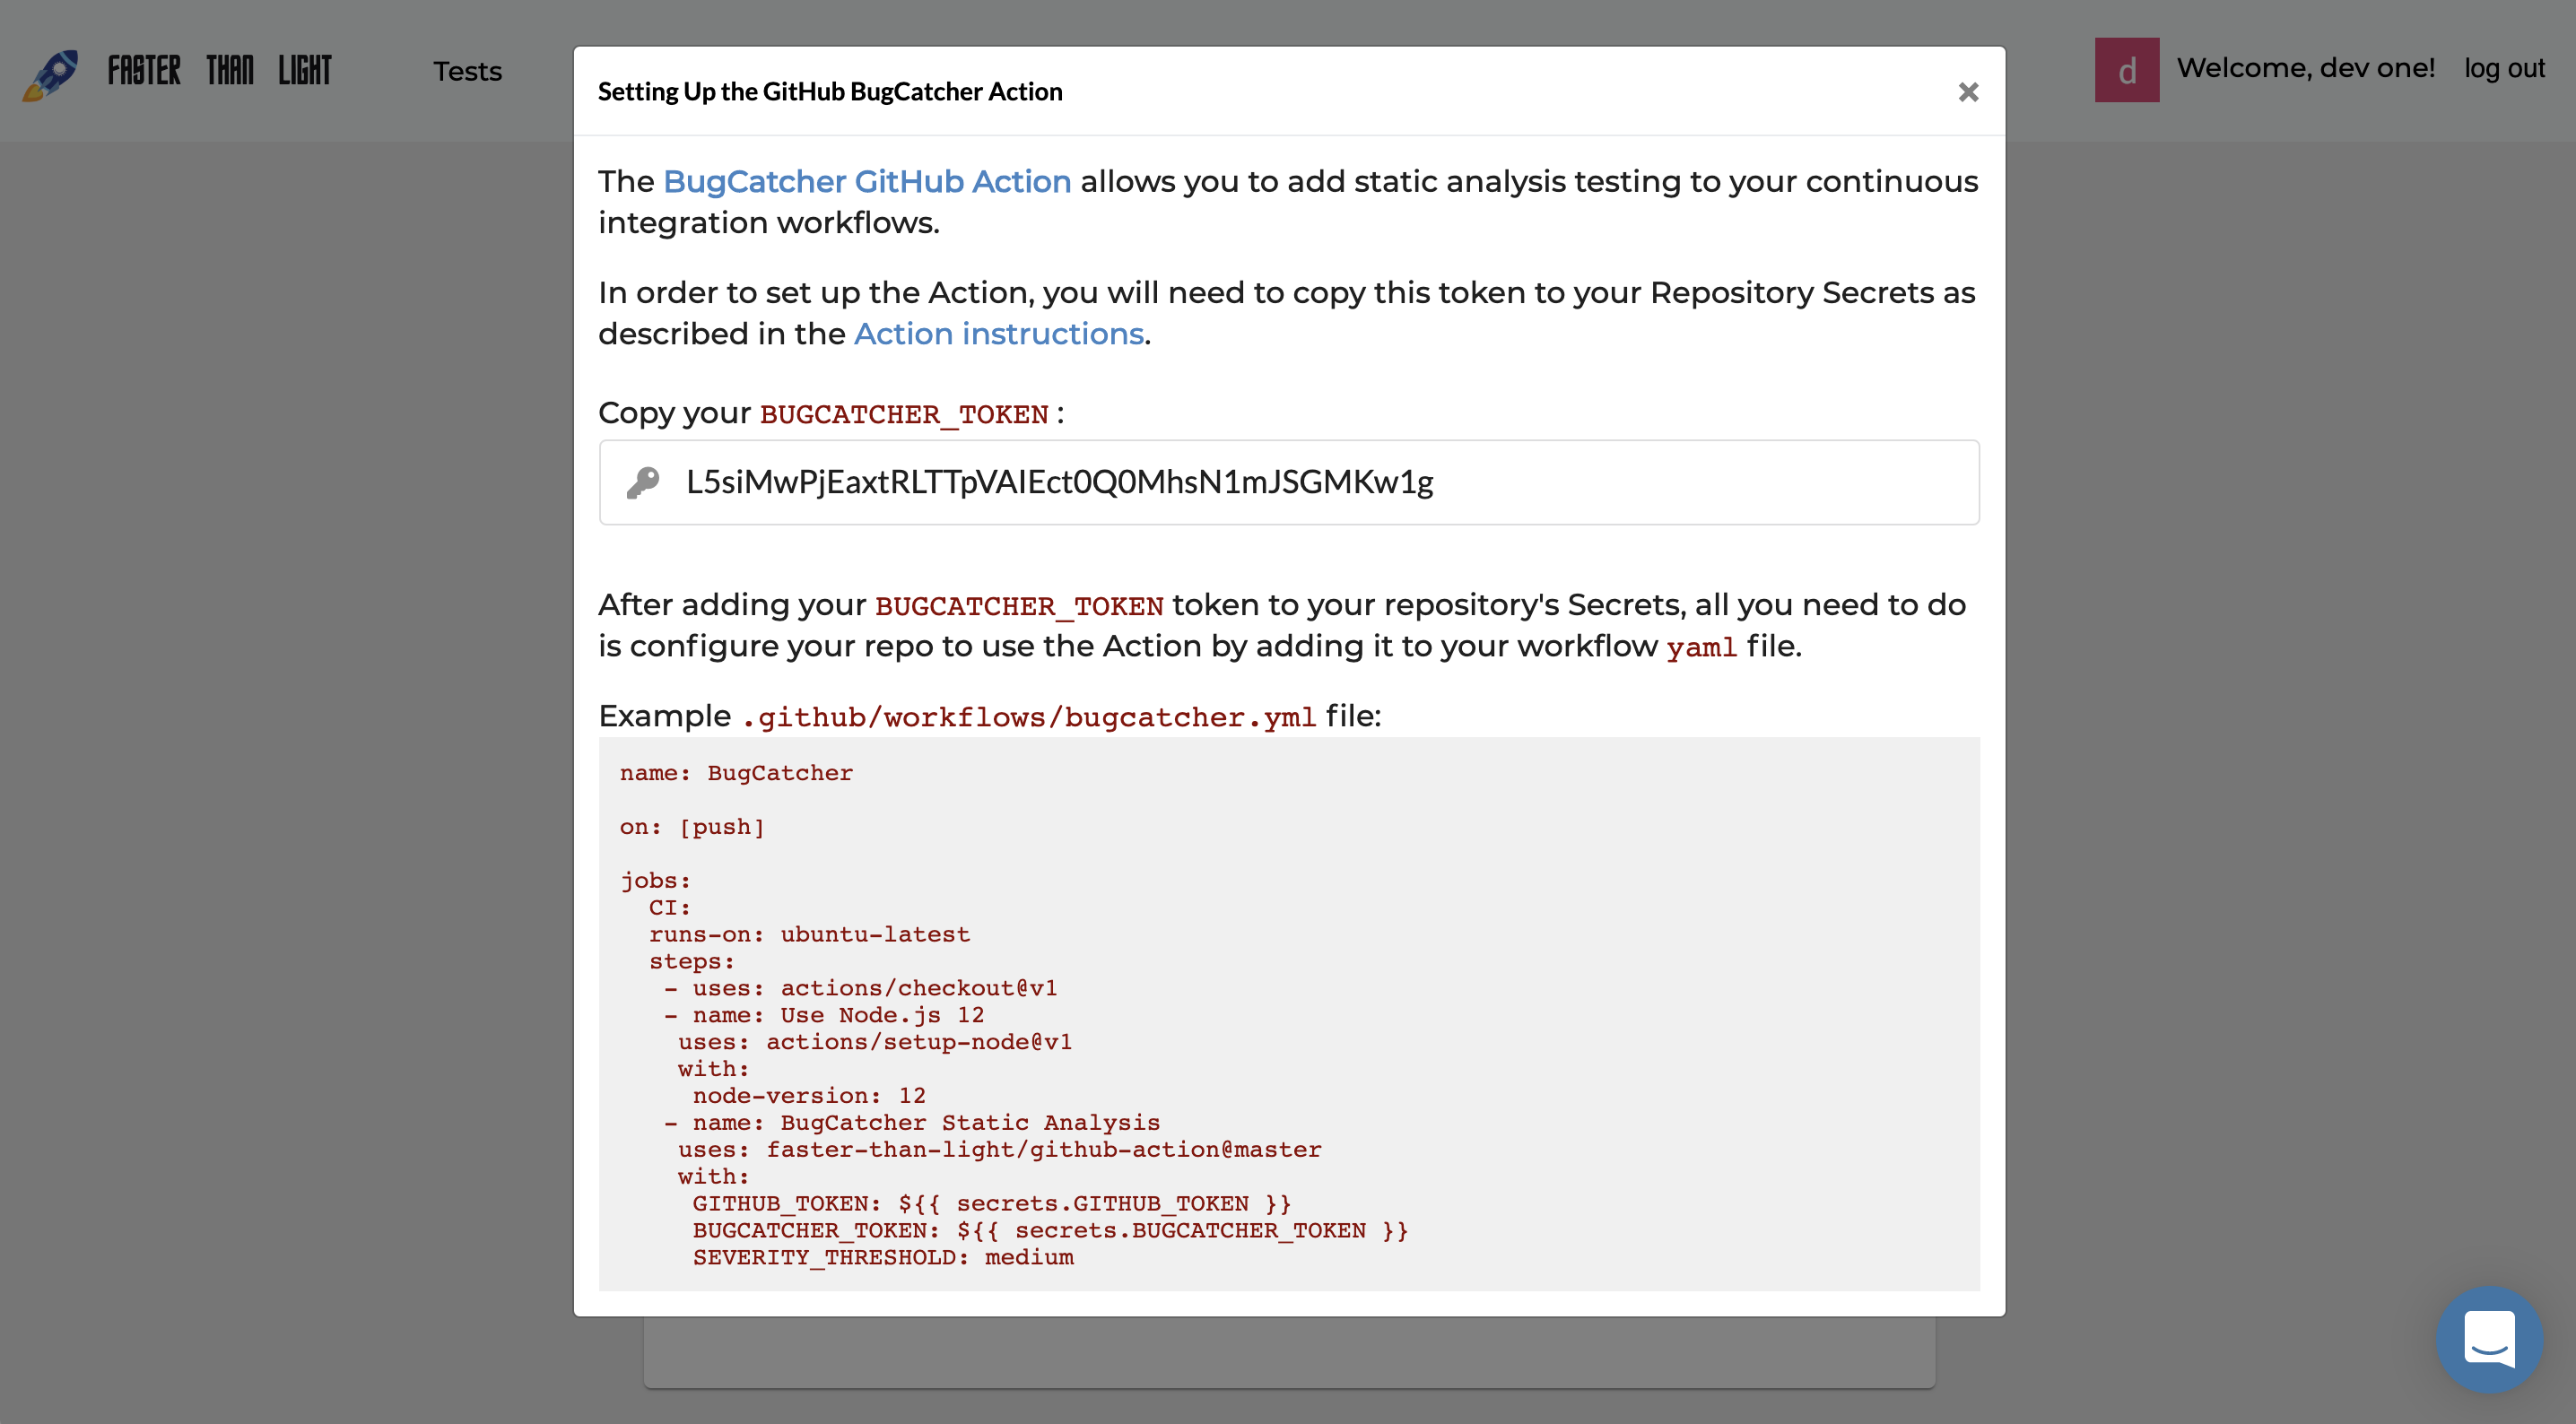 FASTER THAN LIGHT
Tests
d
Welcome, dev one!
log out
Setting Up the GitHub BugCatcher Action
The BugCatcher GitHub Action allows you to add static analysis testing to your continuous
integration workflows.
In order to set up the Action, you will need to copy this token to your Repository Secrets as
described in the Action instructions.
Copy your BUGCATCHER_TOKEN :
L5siMwPjEaxtRLTTpVAIEct0Q0MhsN1mJSGMKw1g
After adding your BUGCATCHER_TOKEN token to your repository's Secrets, all you need to do
is configure your repo to use the Action by adding it to your workflow yaml file.
Example .github/workflows/bugcatcher.yml file:
name: BugCatcher
on: [push]
jobs:
  CI:
  runs-on: ubuntu-latest
  steps:
   - uses: actions/checkout@v1
   - name: Use Node.js 12
    uses: actions/setup-node@v1
    with:
     node-version: 12
   - name: BugCatcher Static Analysis
    uses: faster-than-light/github-action@master
    with:
     GITHUB_TOKEN: ${{ secrets.GITHUB_TOKEN }}
     BUGCATCHER_TOKEN: ${{ secrets.BUGCATCHER_TOKEN }}
     SEVERITY_THRESHOLD: medium